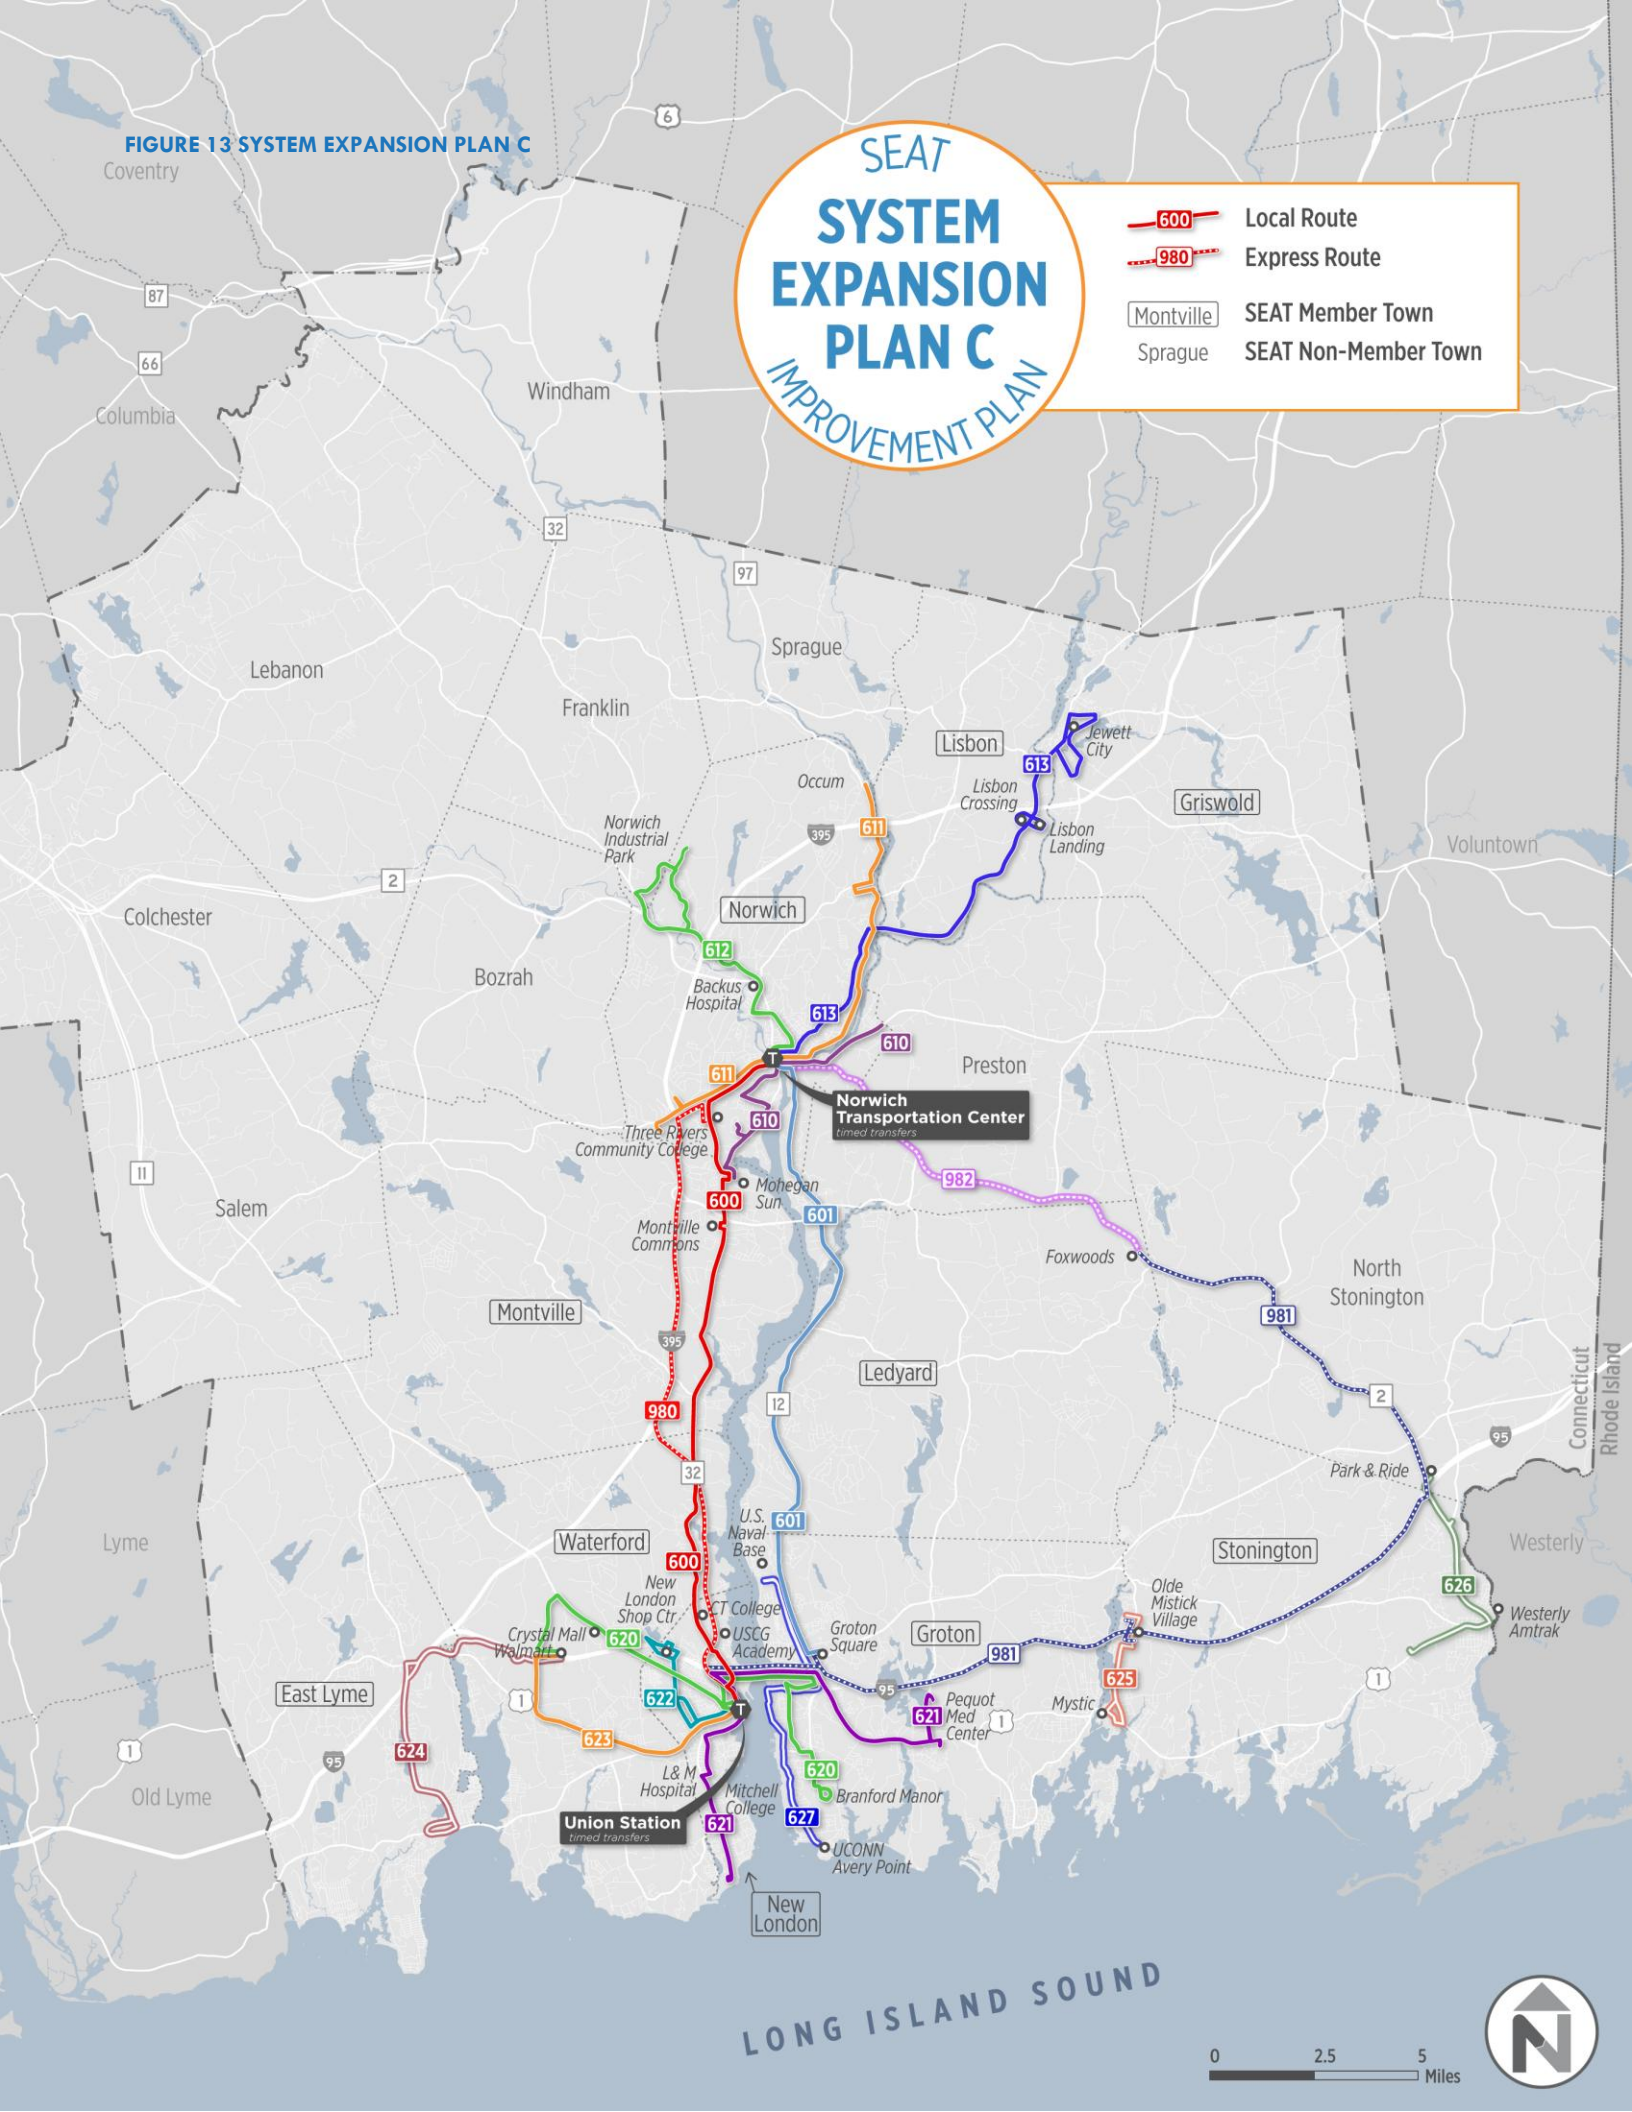 FIGURE 13 SYSTEM EXPANSION PLAN C
SEAT
SYSTEM
EXPANSION
PLAN C
IMPROVEMENT PLAN
600 Local Route
980 Express Route
Montville SEAT Member Town
Sprague SEAT Non-Member Town
6
Coventry
87
66
Columbia
Windham
32
97
Sprague
Lebanon
Franklin
Lisbon
Jewett
City
613
Occum
Lisbon
Crossing
Griswold
Norwich
Industrial
Park
395
611
Lisbon
Landing
Voluntown
2
Colchester
Norwich
612
Bozrah
Backus
Hospital
613
610
611
Preston
Norwich
Transportation Center
timed transfers
610
Three Rivers
Community College
11
982
Mohegan
Sun
600
Salem
601
Montville
Commons
Foxwoods
North
Stonington
Montville
981
395
Ledyard
Connecticut
Rhode Island
2
12
980
95
32
Park & Ride
U.S.
Naval
Base
601
Lyme
Waterford
Stonington
Westerly
600
New
London
Shop Ctr
626
Olde
Mistick
Village
CT College
Westerly
Amtrak
Crystal Mall
620
USCG
Academy
Groton
Square
Groton
Walmart
981
East Lyme
1
622
95
625
1
Mystic
Pequot
Med
Center
621
1
623
624
1
95
L&M
Hospital
620
Old Lyme
Mitchell
College
Branford Manor
Union Station
timed transfers
621
627
UCONN
Avery Point
New
London
LONG ISLAND SOUND
N
0 2.5 5
Miles